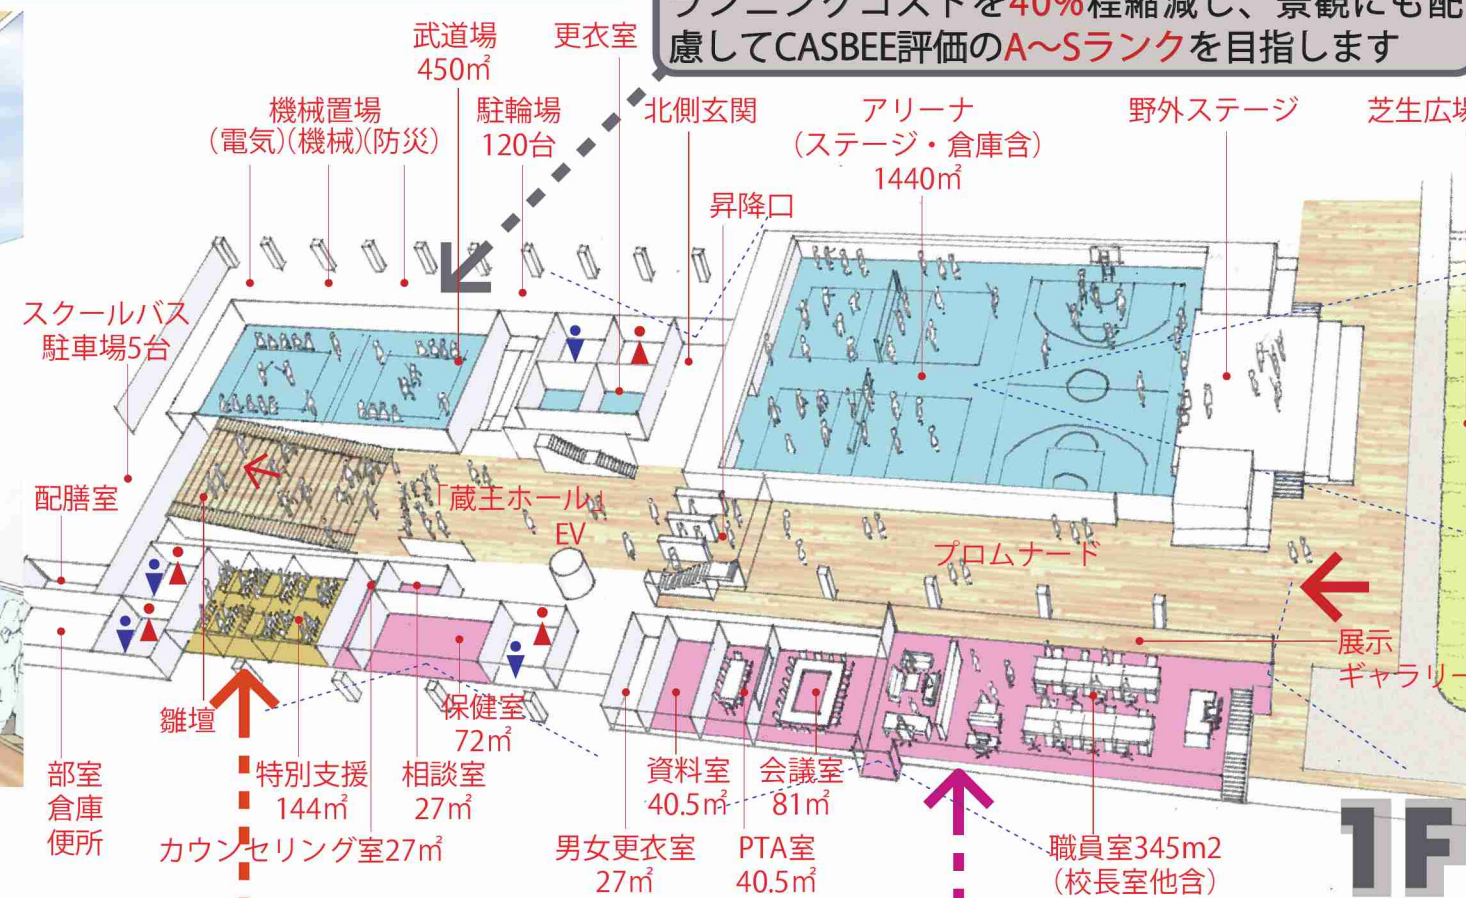 ランニングコストを40%程縮減し、景観にも配
慮してCASBEE評価のA～Sランクを目指します
武道場
450㎡
更衣室
機械置場
（電気）（機械）（防災）
駐輪場
120台
北側玄関
アリーナ
（ステージ・倉庫含）
1440㎡
野外ステージ
芝生広場
昇降口
スクールバス
駐車場5台
配膳室
「蔵王ホール」
EV
プロムナード
展示
ギャラリー
雛壇
保健室
72㎡
部室
倉庫
便所
特別支援
144㎡
相談室
27㎡
カウンセリング室27㎡
資料室
40.5㎡
会議室
81㎡
男女更衣室
27㎡
PTA室
40.5㎡
職員室345m2
（校長室他含）
1F